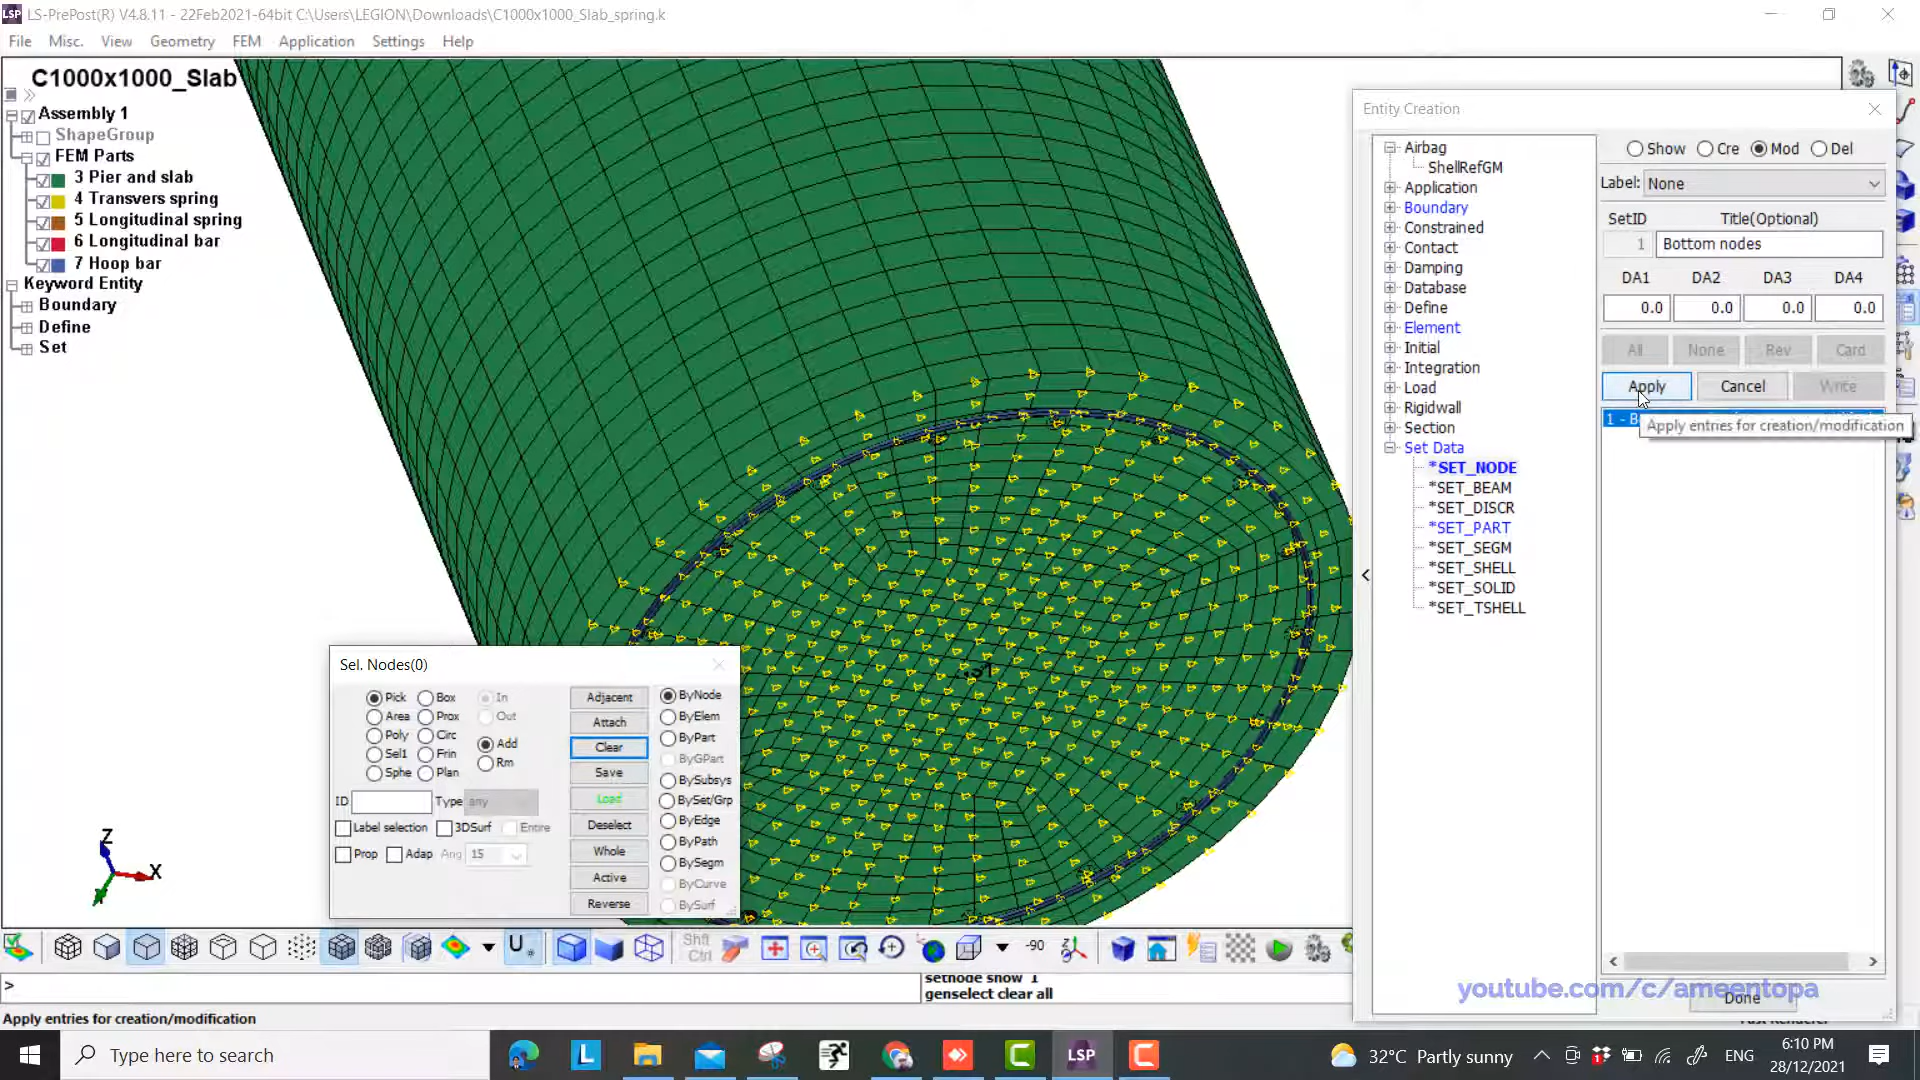 LS-PrePost(R) V4.8.11 - 22Feb2021-64bit C:\Users\LEGION\Downloads\C1000x1000_Slab_spring.k
File Misc. View Geometry FEM Application Settings Help
C1000x1000_Slab
Assembly 1
ShapeGroup
FEM Parts
3 Pier and slab
4 Transvers spring
5 Longitudinal spring
6 Longitudinal bar
7 Hoop bar
Keyword Entity
Boundary
Define
Set
Z
X
Entity Creation
Airbag
ShellRefGM
Application
Boundary
Constrained
Contact
Damping
Database
Define
Element
Initial
Integration
Load
Rigidwall
Section
Set Data
*SET_NODE
*SET_BEAM
*SET_DISCR
*SET_PART
*SET_SEGM
*SET_SHELL
*SET_SOLID
*SET_TSHELL
Show Cre Mod Del
Label: None
SetID Title(Optional)
1 Bottom nodes
DA1 DA2 DA3 DA4
0.0 0.0 0.0 0.0
All None Rev Card
Apply Cancel Write
1 - B
Apply entries for creation/modification
Done
youtube.com/c/ameentopa
Sel. Nodes(0)
Pick Box In
Area Prox Out
Poly Circ
Sel1 Frin Add
Sphe Plan Rm
ID Type any
Label selection 3DSurf Entire
Prop Adap Ang 15
Adjacent
Attach
Clear
Save
Load
Deselect
Whole
Active
Reverse
ByNode
ByElem
ByPart
ByGPart
BySubsys
BySet/Grp
ByEdge
ByPath
BySegm
ByCurve
BySurf
Shft
Ctrl
-90
>
setnode show 1
genselect clear all
Apply entries for creation/modification
Fast Renderer
Type here to search
LSP
32°C Partly sunny
ENG
6:10 PM
28/12/2021